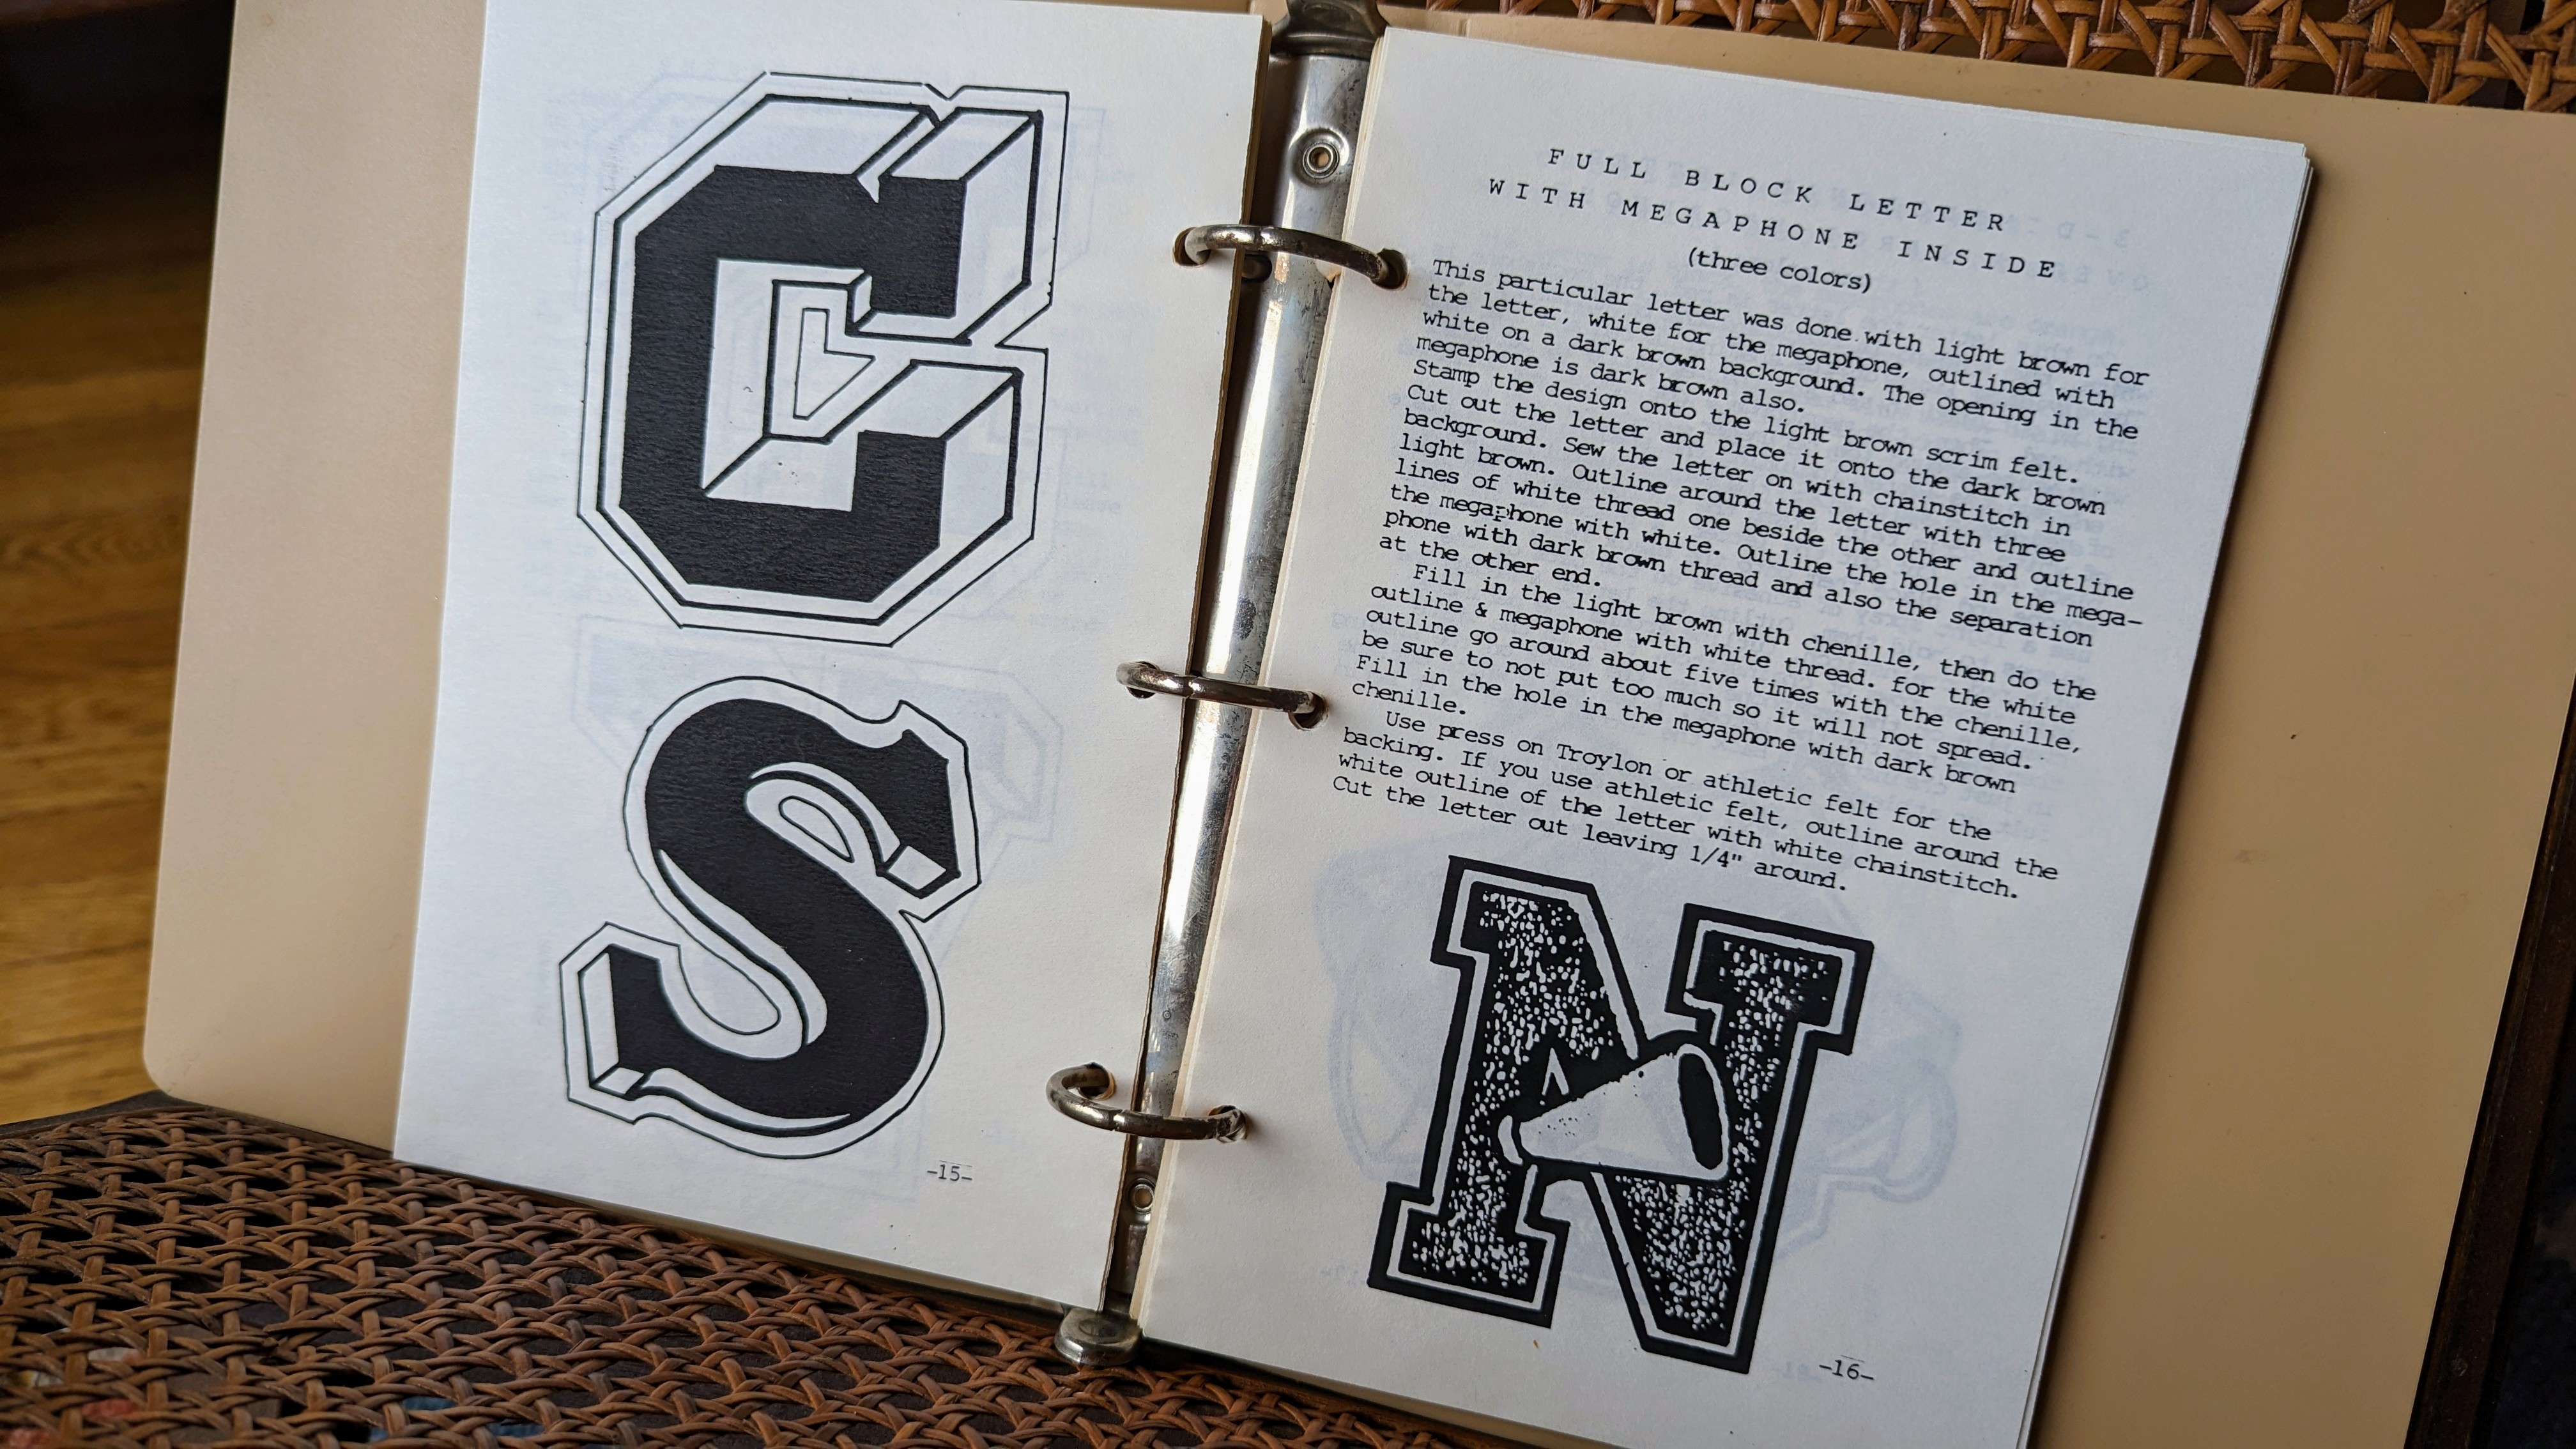 C
S
-15-
FULL BLOCK LETTER
WITH MEGAPHONE INSIDE
(three colors)
This particular letter was done with light brown for
the letter, white for the megaphone, outlined with
white on a dark brown background. The opening in the
megaphone is dark brown also.
Stamp the design onto the light brown scrim felt.
Cut out the letter and place it onto the dark brown
background. Sew the letter on with chainstitch in
light brown. Outline around the letter with three
lines of white thread one beside the other and outline
the megaphone with white. Outline the hole in the mega-
phone with dark brown thread and also the separation
at the other end.
Fill in the light brown with chenille, then do the
outline & megaphone with white thread. for the white
outline go around about five times with the chenille,
be sure to not put too much so it will not spread.
Fill in the hole in the megaphone with dark brown
chenille.
Use press on Troylon or athletic felt for the
backing. If you use athletic felt, outline around the
white outline of the letter with white chainstitch.
Cut the letter out leaving 1/4" around.
N
-16-